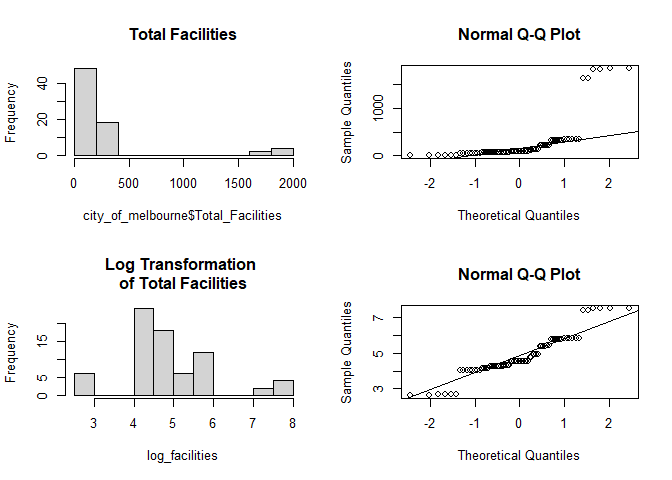 Total Facilities
Frequency
0 20 40
0 500 1000 1500 2000
city_of_melbourne$Total_Facilities
Normal Q-Q Plot
Sample Quantiles
0 1000
-2 -1 0 1 2
Theoretical Quantiles
Log Transformation
of Total Facilities
Frequency
0 5 15
3 4 5 6 7 8
log_facilities
Normal Q-Q Plot
Sample Quantiles
3 5 7
-2 -1 0 1 2
Theoretical Quantiles